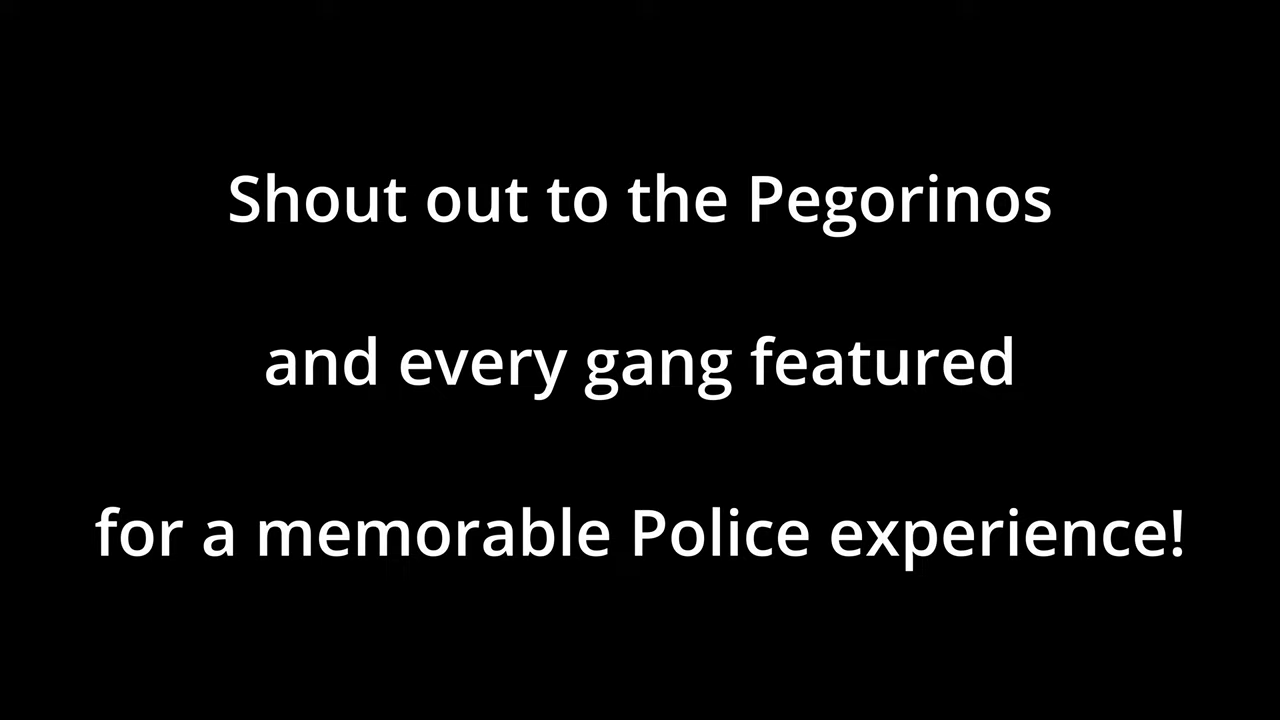 Shout out to the Pegorinos
and every gang featured
for a memorable Police experience!